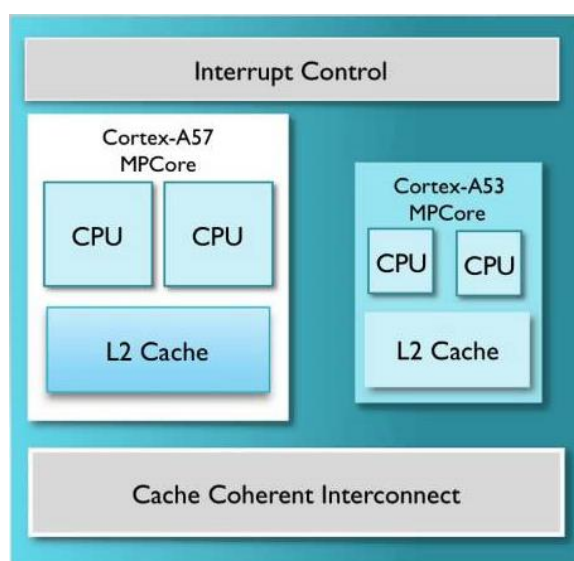 Interrupt Control
Cortex-A57
MPCore
CPU
CPU
L2 Cache
Cortex-A53
MPCore
CPU
CPU
L2 Cache
Cache Coherent Interconnect